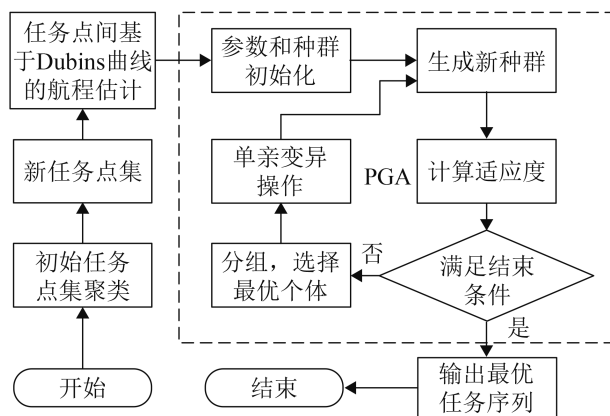 任务点间基
于Dubins曲线
的航程估计
新任务点集
初始任务
点集聚类
开始
参数和种群
初始化
生成新种群
单亲变异
操作
PGA
计算适应度
分组，选择
最优个体
否
满足结束
条件
是
输出最优
任务序列
结束